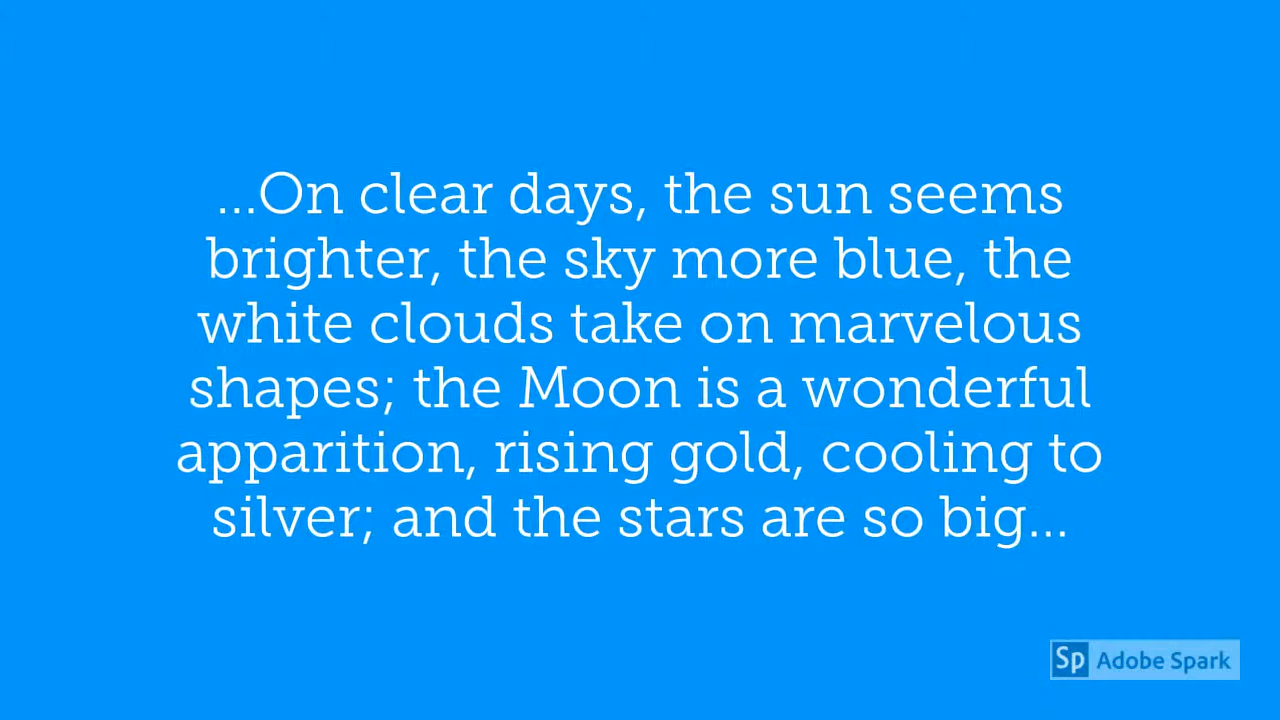 ...On clear days, the sun seems
brighter, the sky more blue, the
white clouds take on marvelous
shapes; the Moon is a wonderful
apparition, rising gold, cooling to
silver; and the stars are so big...
Sp Adobe Spark